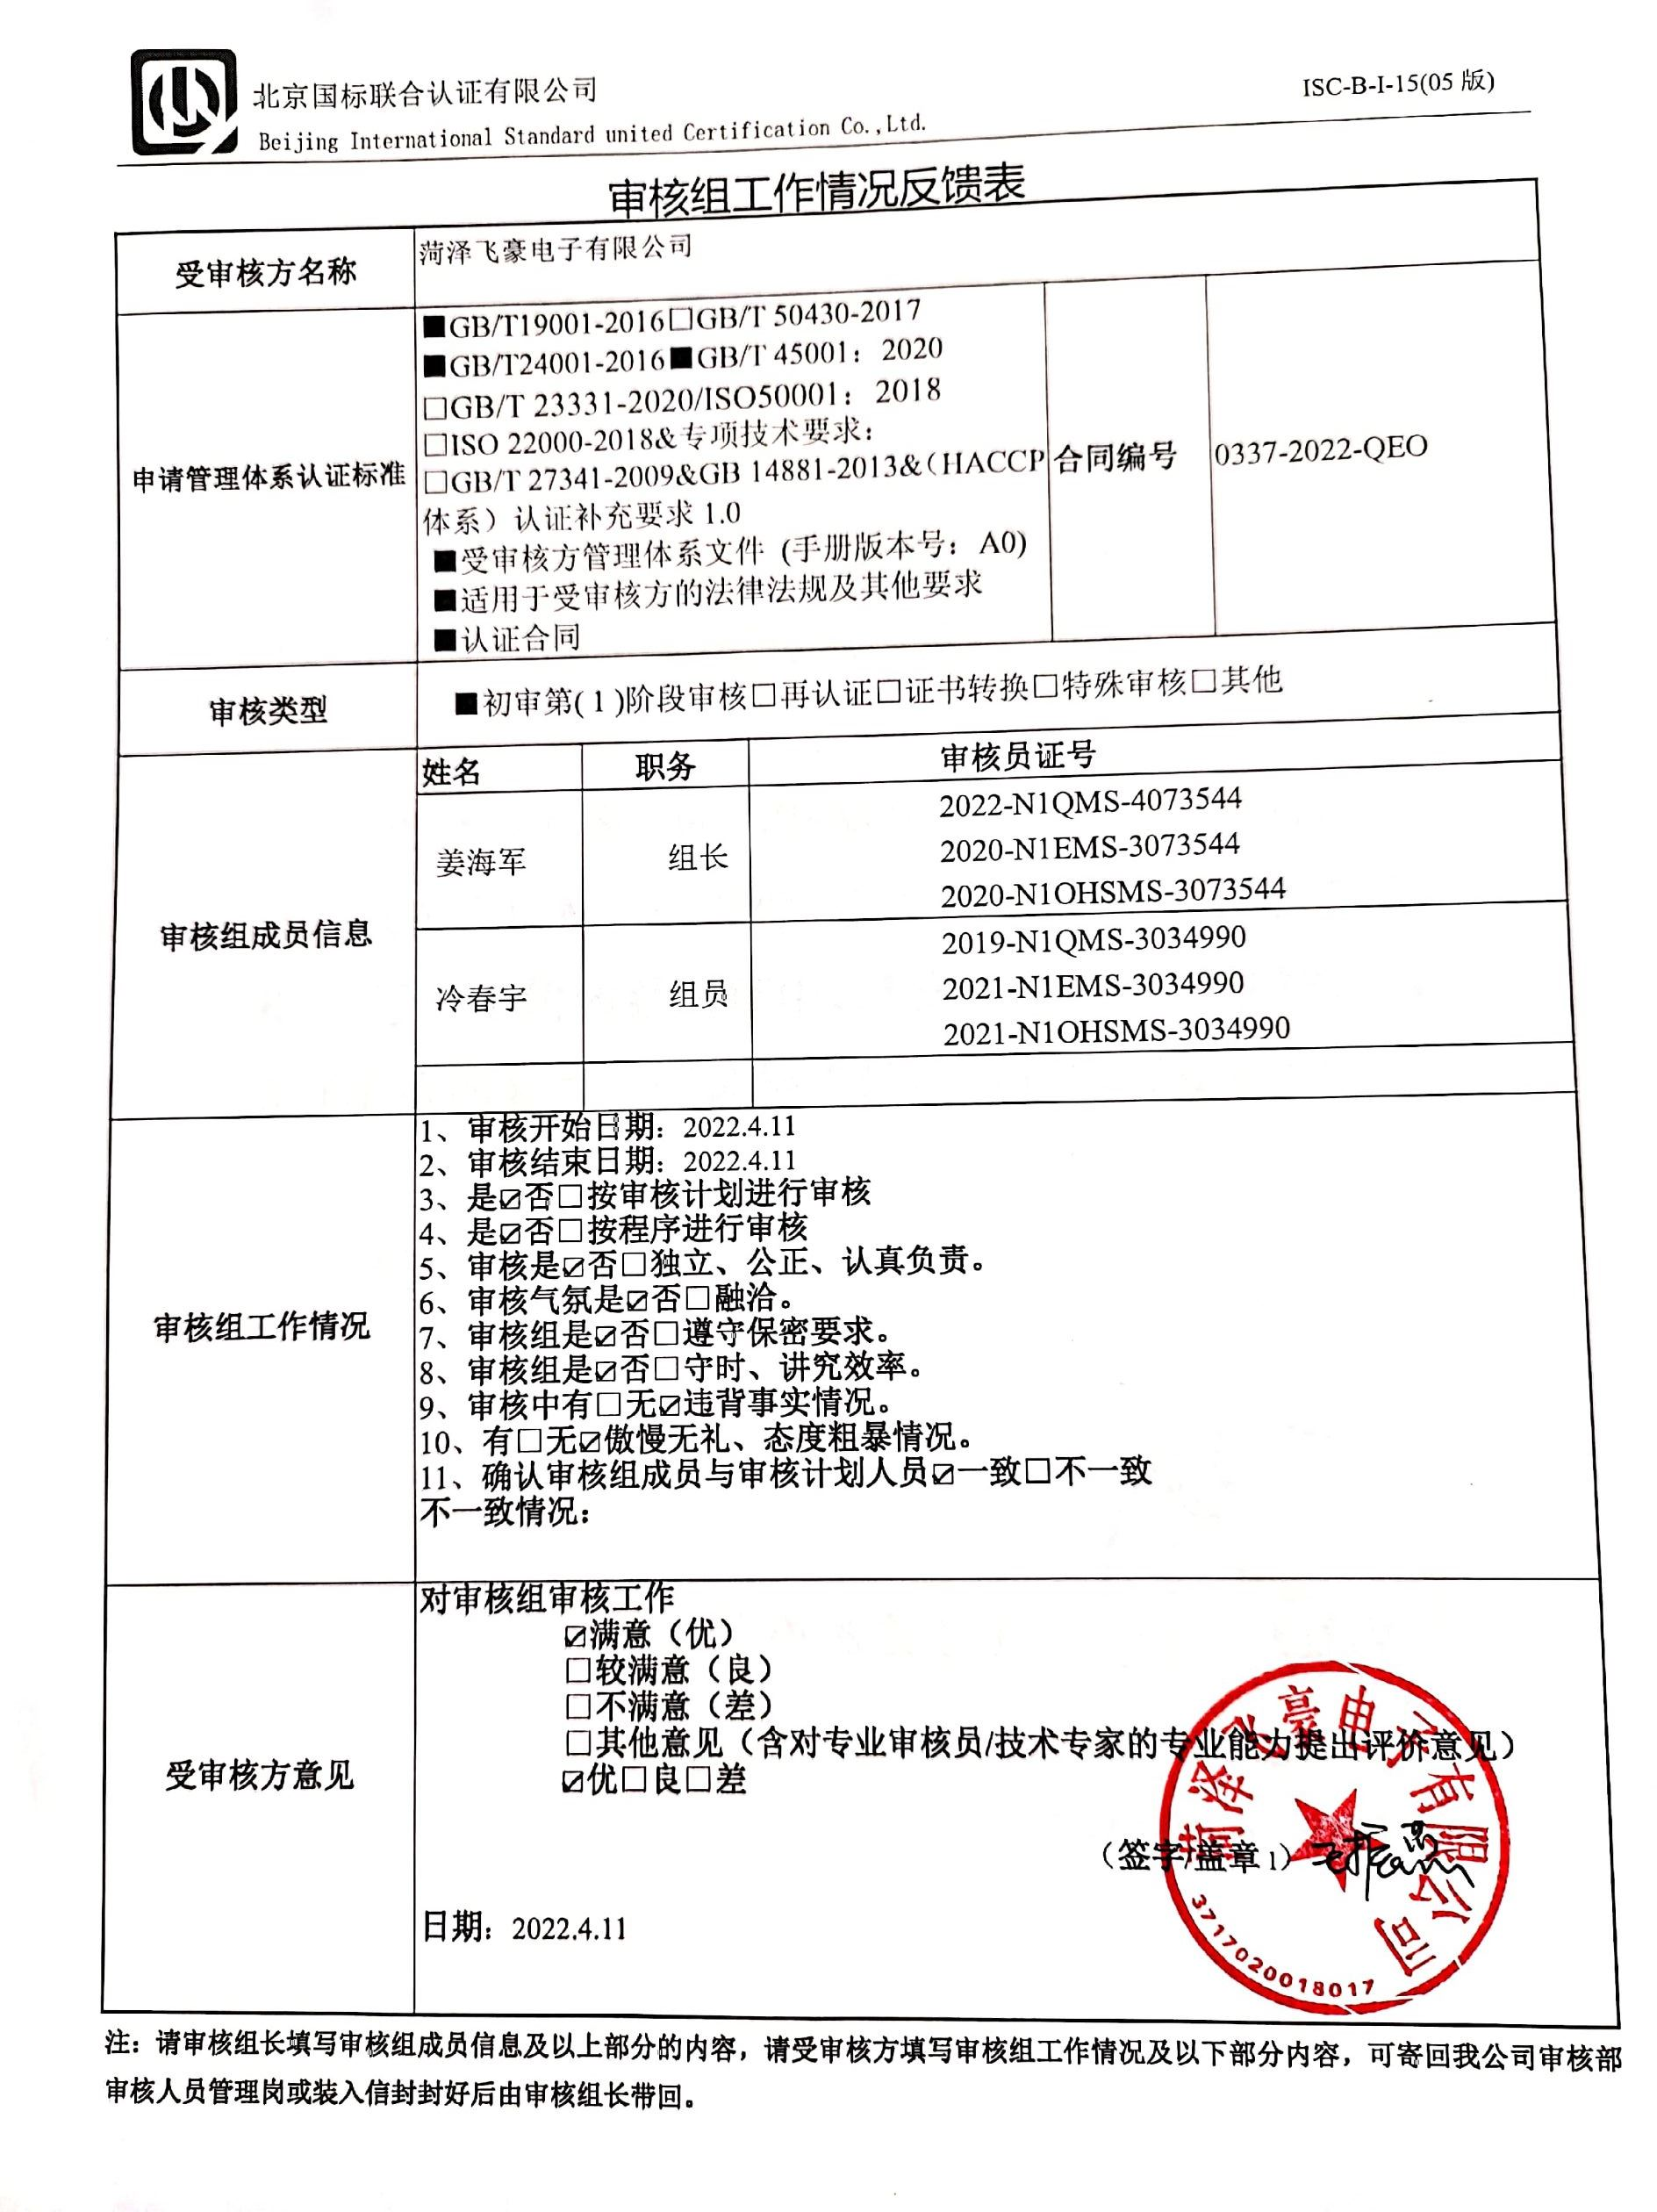 北京国标联合认证有限公司
ISC-B-I-15(05 版)
Beijing International Standard united Certification Co.,Ltd.
审核组工作情况反馈表
受审核方名称
菏泽飞豪电子有限公司
申请管理体系认证标准
■GB/T19001-2016□GB/T 50430-2017
■GB/T24001-2016■GB/T 45001：2020
□GB/T 23331-2020/ISO50001：2018
□ISO 22000-2018&专项技术要求：
□GB/T 27341-2009&GB 14881-2013&（HACCP
体系）认证补充要求 1.0
■受审核方管理体系文件 (手册版本号：A0)
■适用于受审核方的法律法规及其他要求
■认证合同
合同编号
0337-2022-QEO
审核类型
■初审第( 1 )阶段审核□再认证□证书转换□特殊审核□其他
审核组成员信息
姓名 职务 审核员证号
姜海军 组长
2022-N1QMS-4073544
2020-N1EMS-3073544
2020-N1OHSMS-3073544
冷春宇 组员
2019-N1QMS-3034990
2021-N1EMS-3034990
2021-N1OHSMS-3034990
审核组工作情况
1、审核开始日期：2022.4.11
2、审核结束日期：2022.4.11
3、是☑否□按审核计划进行审核
4、是☑否□按程序进行审核
5、审核是☑否□独立、公正、认真负责。
6、审核气氛是☑否□融洽。
7、审核组是☑否□遵守保密要求。
8、审核组是☑否□守时、讲究效率。
9、审核中有□无☑违背事实情况。
10、有□无☑傲慢无礼、态度粗暴情况。
11、确认审核组成员与审核计划人员☑一致□不一致
不一致情况：
受审核方意见
对审核组审核工作
☑满意（优）
□较满意（良）
□不满意（差）
□其他意见（含对专业审核员/技术专家的专业能力提出评价意见）
☑优□良□差
（签字/盖章1）
日期：2022.4.11
菏泽飞豪电子有限公司
3717020018017
注：请审核组长填写审核组成员信息及以上部分的内容，请受审核方填写审核组工作情况及以下部分内容，可寄回我公司审核部
审核人员管理岗或装入信封封好后由审核组长带回。